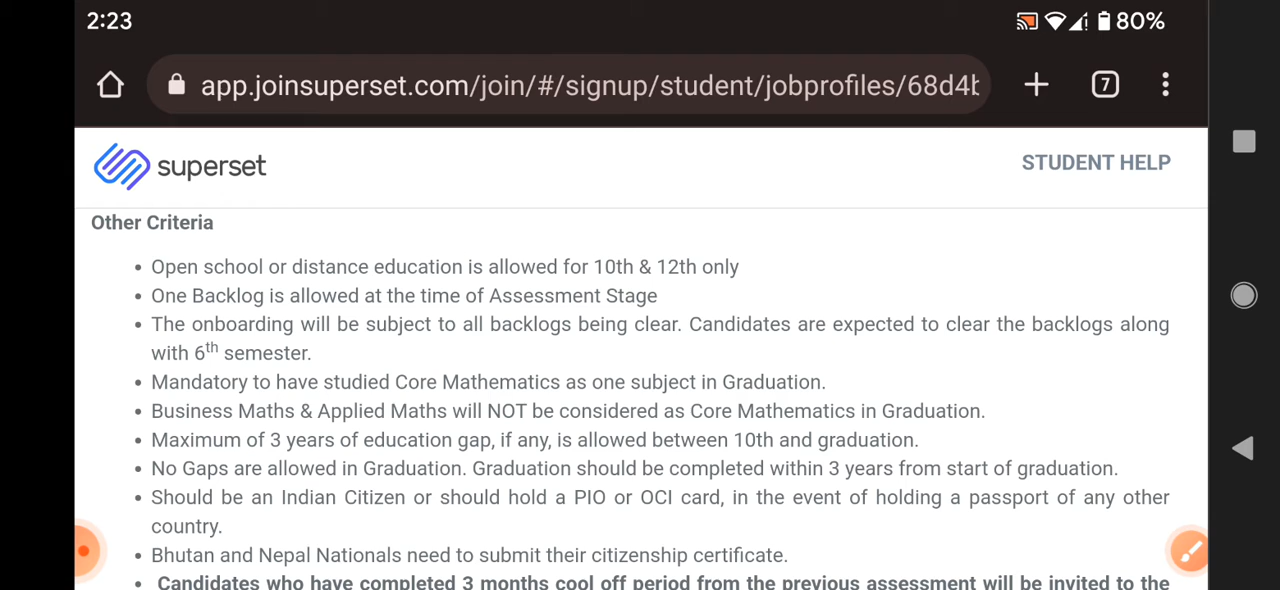 2:23
80%
app.joinsuperset.com/join/#/signup/student/jobprofiles/68d4b
7
superset
STUDENT HELP
Other Criteria
• Open school or distance education is allowed for 10th & 12th only
• One Backlog is allowed at the time of Assessment Stage
• The onboarding will be subject to all backlogs being clear. Candidates are expected to clear the backlogs along
with 6th semester.
• Mandatory to have studied Core Mathematics as one subject in Graduation.
• Business Maths & Applied Maths will NOT be considered as Core Mathematics in Graduation.
• Maximum of 3 years of education gap, if any, is allowed between 10th and graduation.
• No Gaps are allowed in Graduation. Graduation should be completed within 3 years from start of graduation.
• Should be an Indian Citizen or should hold a PIO or OCI card, in the event of holding a passport of any other
country.
• Bhutan and Nepal Nationals need to submit their citizenship certificate.
• Candidates who have completed 3 months cool off period from the previous assessment will be invited to the